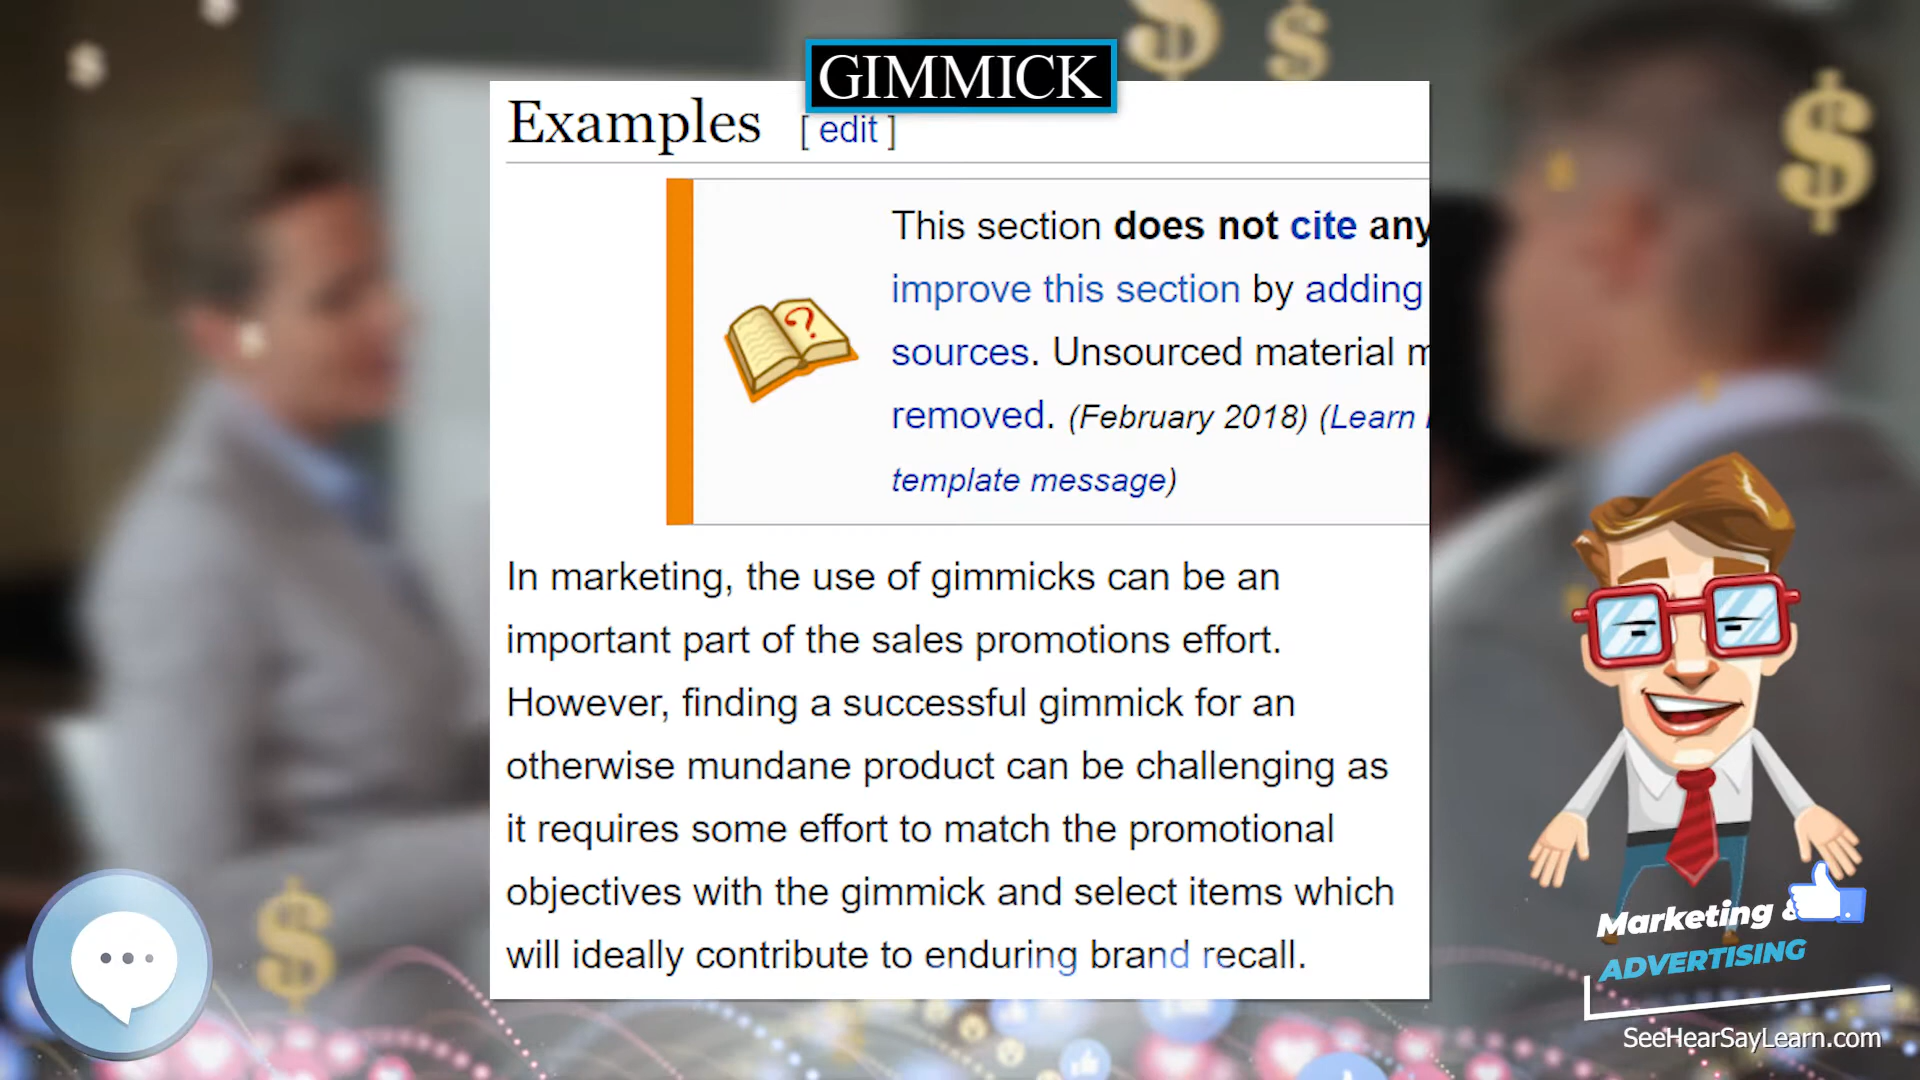 GIMMICK
Examples [ edit ]
This section does not cite any
improve this section by adding
sources. Unsourced material m
removed. (February 2018) (Learn
template message)
In marketing, the use of gimmicks can be an
important part of the sales promotions effort.
However, finding a successful gimmick for an
otherwise mundane product can be challenging as
it requires some effort to match the promotional
objectives with the gimmick and select items which
will ideally contribute to enduring brand recall.
Marketing &
ADVERTISING
SeeHearSayLearn.com